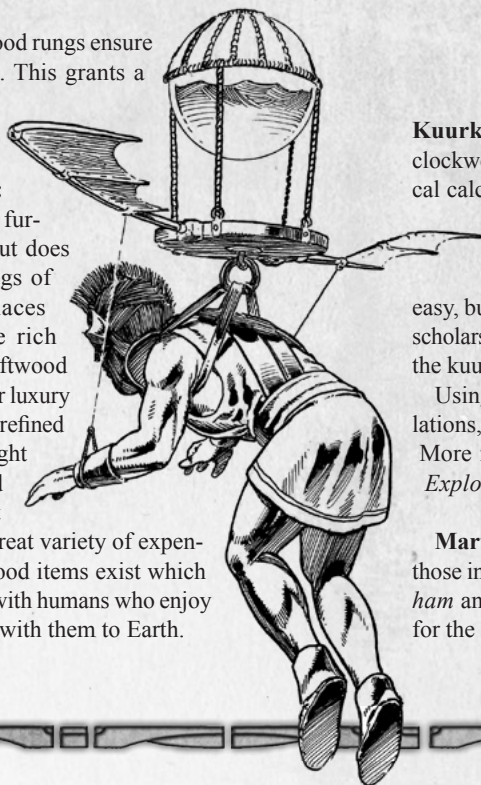 ood rungs ensure
. This grants a
:
fur-
ut does
gs of
laces
e rich
ftwood
r luxury
refined
ght
reat variety of expen-
ood items exist which
with humans who enjoy
with them to Earth.
Kuurk
clockwo
cal calc
easy, bu
scholars
the kuu
Using
lations,
More
Explo
Mar
those in
ham an
for the